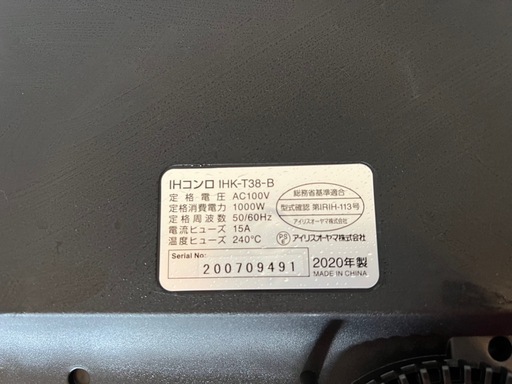 IHコンロ IHK-T38-B
定格電圧 AC100V
定格消費電力 1000W
定格周波数 50/60Hz
電流ヒューズ 15A
温度ヒューズ 240℃
総務省基準適合
型式確認 第IRIH-113号
アイリスオーヤマ株式会社
PS E アイリスオーヤマ株式会社
Serial No:
200709491
2020年製
MADE IN CHINA